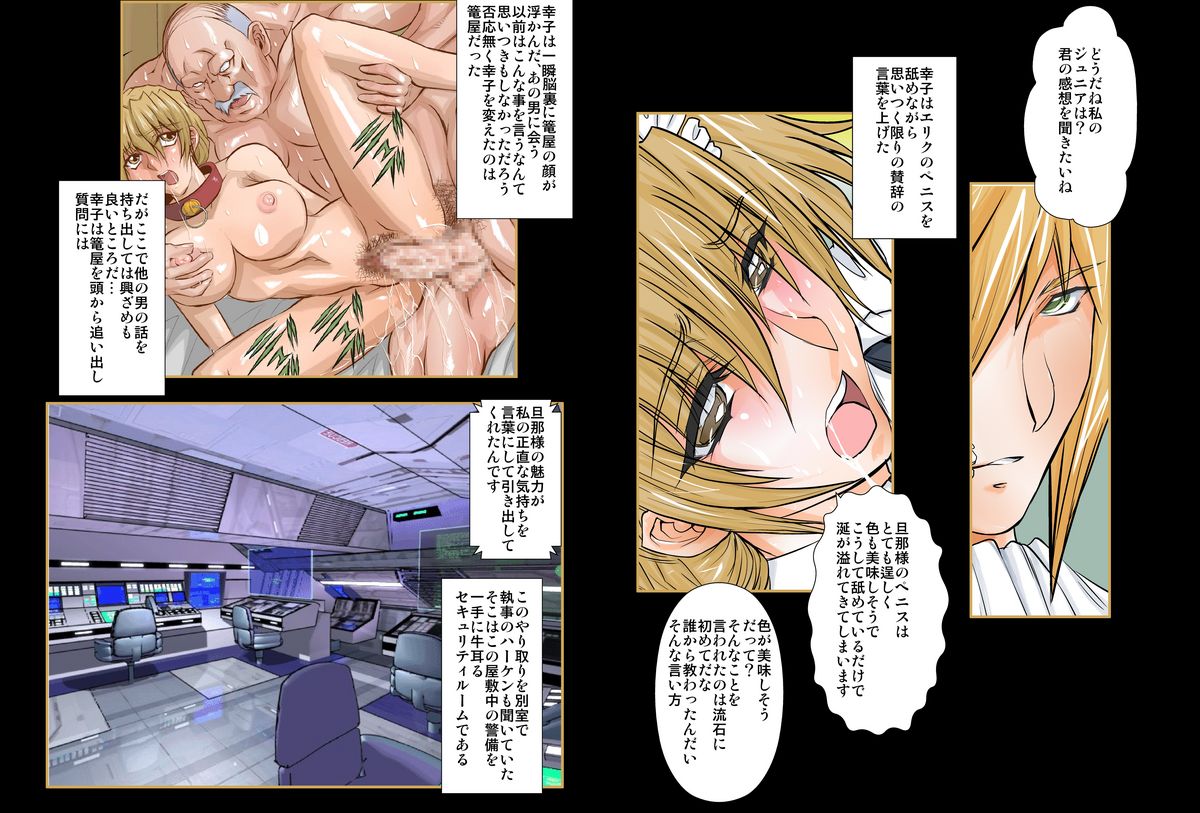 どうだね私の
ジュニアは？
君の感想を聞きたいね
幸子はエリクのペニスを
舐めながら
思いつく限りの賛辞の
言葉を上げた
旦那様のペニスは
とても逞しく
色も美味しそうで
こうして舐めているだけで
涎が溢れてきてしまいます
色が美味しそう
だって？
そんなことを
言われたのは流石に
初めてだな
誰から教わったんだい
そんな言い方
幸子は一瞬脳裏に篭屋の顔が
浮かんだ、あの男に会う
以前はこんな事を言うなんて
思いつきもしなかっただろう
否応無く幸子を変えたのは
篭屋だった
だがここで他の男の話を
持ち出しては興ざめも
良いところだ…
幸子は篭屋を頭から追い出し
質問には
旦那様の魅力が
私の正直な気持ちを
言葉にして引き出して
くれたんです
このやり取りを別室で
執事のハーケンも聞いていた
そこはこの屋敷中の警備を
一手に牛耳る
セキュリティルームである